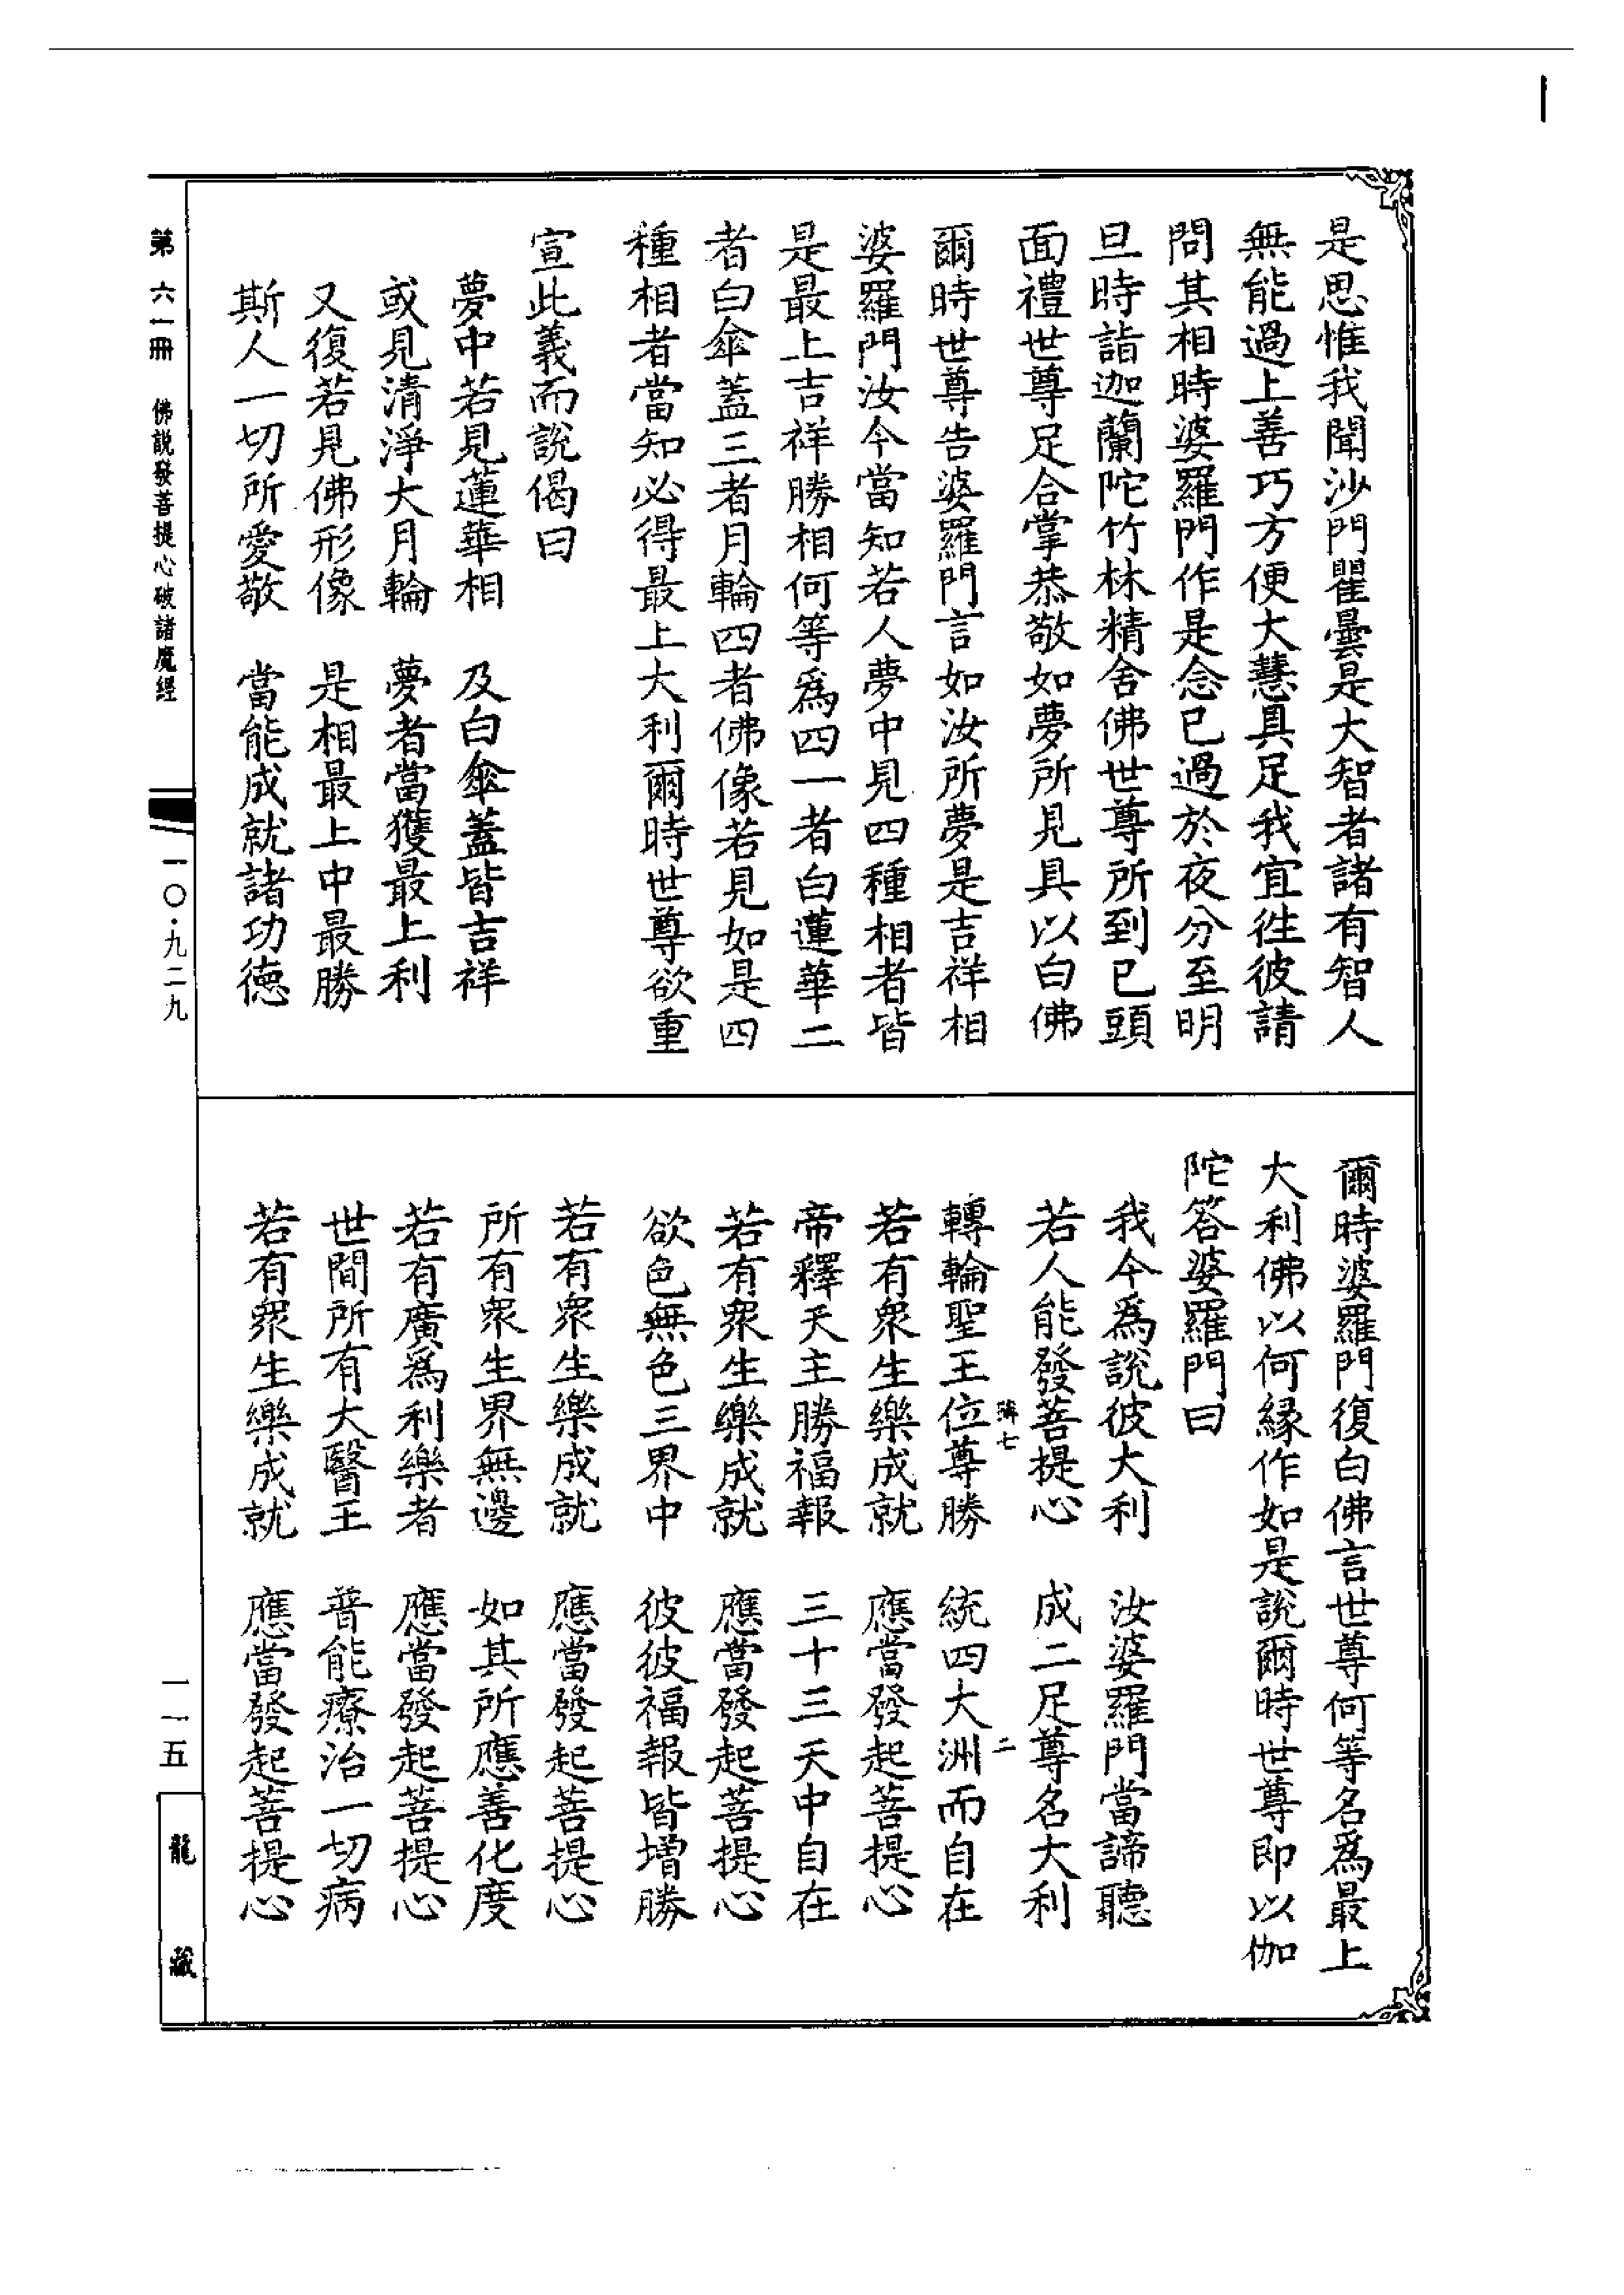 是思惟我聞沙門瞿曇是大智者諸有智人
無能過上善巧方便大慧具足我宜徃彼請
問其相時婆羅門作是念已過於夜分至明
旦時詣迦蘭陀竹林精舍佛世尊所到已頭
面禮世尊足合掌恭敬如夢所見具以白佛
爾時世尊告婆羅門言如汝所夢是吉祥相
婆羅門汝今當知若人夢中見四種相者皆
是最上吉祥勝相何等爲四一者白蓮華二
者白傘蓋三者月輪四者佛像若見如是四
種相者當知必得最上大利爾時世尊欲重
宣此義而說偈曰
夢中若見蓮華相　及白傘蓋皆吉祥
或見清淨大月輪　夢者當獲最上利
又復若見佛形像　是相最上中最勝
斯人一切所愛敬　當能成就諸功德
爾時婆羅門復白佛言世尊何等名爲最上
大利佛以何緣作如是說爾時世尊即以伽
陀答婆羅門曰
我今爲說彼大利　汝婆羅門當諦聽
若人能發菩提心　成二足尊名大利
七　二
轉輪聖王位尊勝　統四大洲而自在
若有衆生樂成就　應當發起菩提心
帝釋天主勝福報　三十三天中自在
若有衆生樂成就　應當發起菩提心
欲色無色三界中　彼彼福報皆增勝
若有衆生樂成就　應當發起菩提心
所有衆生界無邊　如其所應善化度
若有廣爲利樂者　應當發起菩提心
世間所有大醫王　普能療治一切病
若有衆生樂成就　應當發起菩提心
第六一冊　佛說發菩提心破諸魔經
一〇·九二九
一一五
龍藏